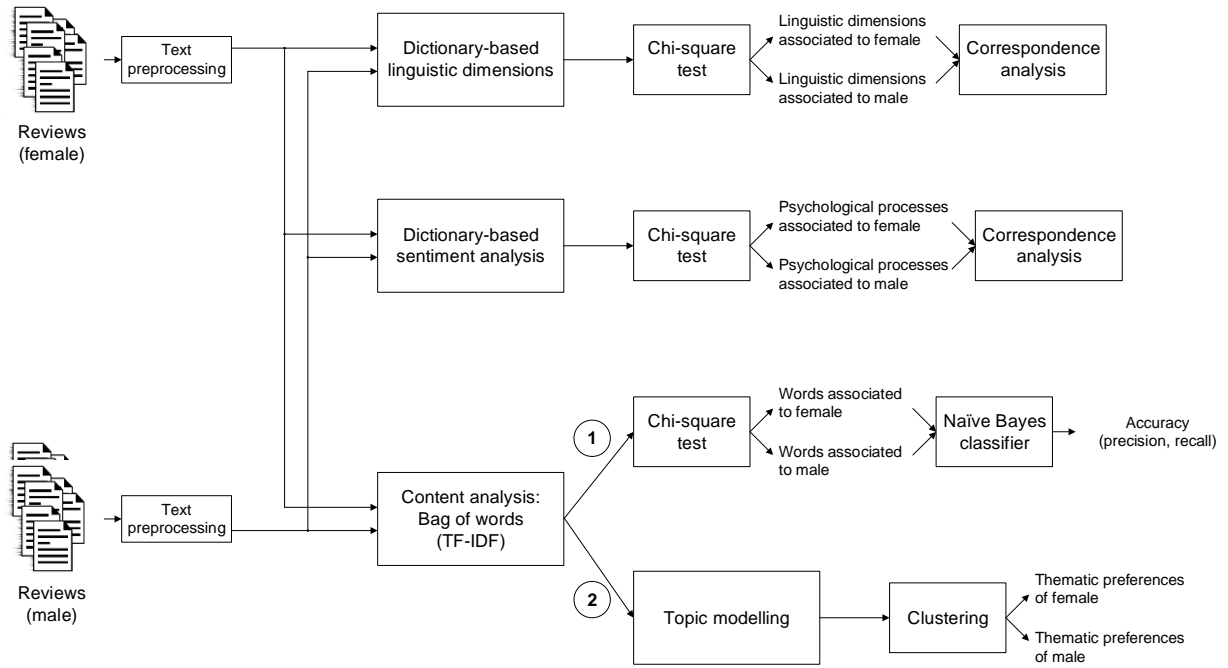 Reviews
(female)
Text
preprocessing
Dictionary-based
linguistic dimensions
Chi-square
test
Linguistic dimensions
associated to female
Linguistic dimensions
associated to male
Correspondence
analysis
Dictionary-based
sentiment analysis
Chi-square
test
Psychological processes
associated to female
Psychological processes
associated to male
Correspondence
analysis
Reviews
(male)
Text
preprocessing
Content analysis:
Bag of words
(TF-IDF)
1
Chi-square
test
Words associated
to female
Words associated
to male
Naïve Bayes
classifier
Accuracy
(precision, recall)
2
Topic modelling
Clustering
Thematic preferences
of female
Thematic preferences
of male